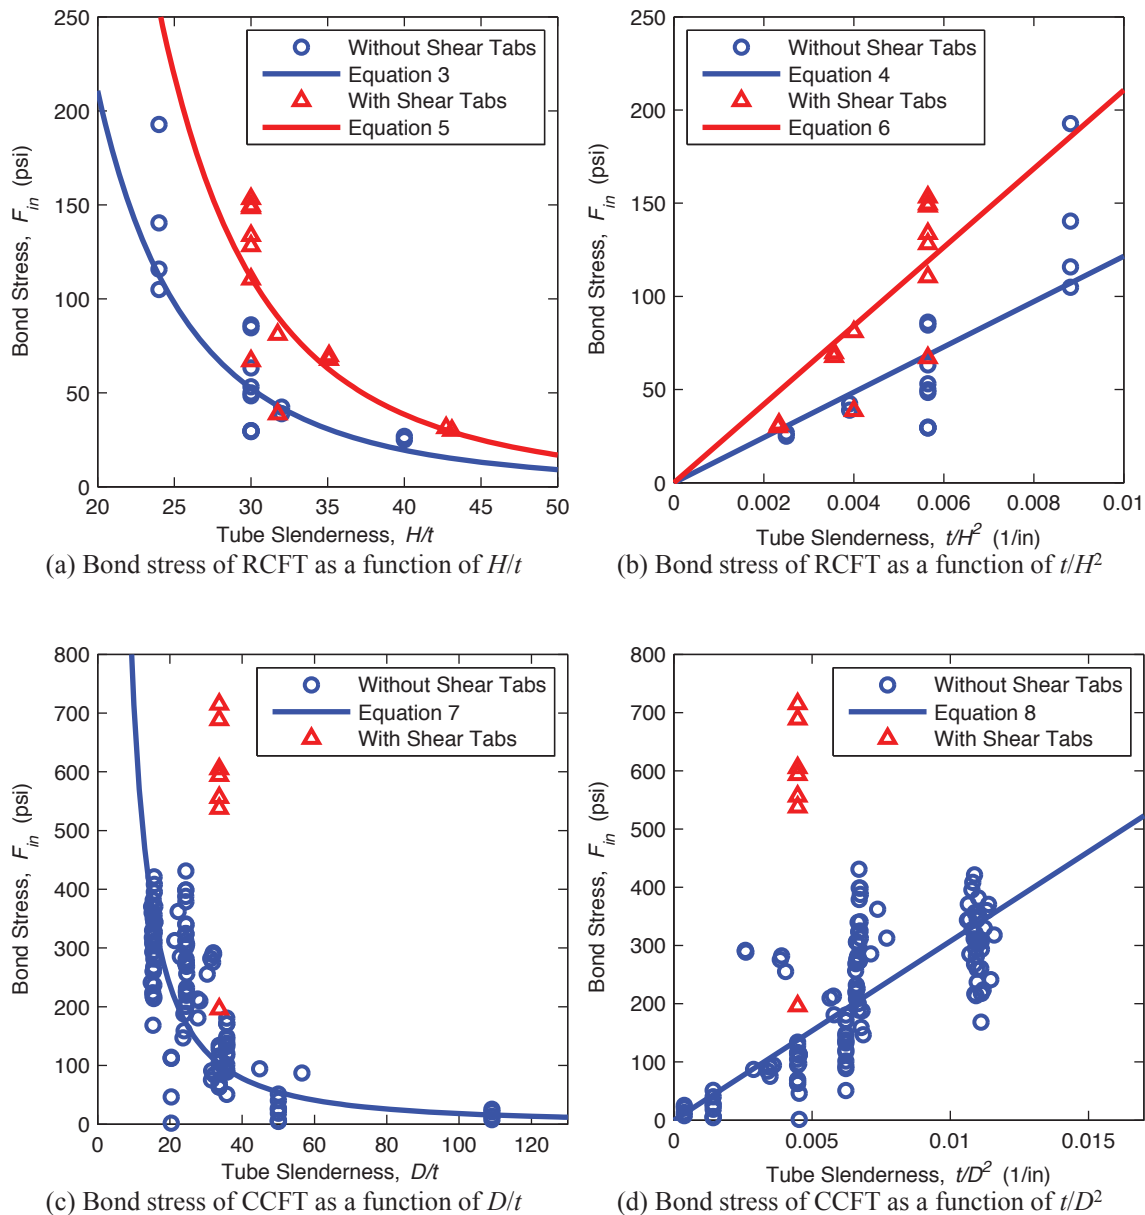 250
200
150
100
50
0
20
25
30
35
40
45
50
Bond Stress, F_in (psi)
Tube Slenderness, H/t
Without Shear Tabs
Equation 3
With Shear Tabs
Equation 5
(a) Bond stress of RCFT as a function of H/t
250
200
150
100
50
0
0
0.002
0.004
0.006
0.008
0.01
Bond Stress, F_in (psi)
Tube Slenderness, t/H² (1/in)
Without Shear Tabs
Equation 4
With Shear Tabs
Equation 6
(b) Bond stress of RCFT as a function of t/H²
800
700
600
500
400
300
200
100
0
0
20
40
60
80
100
120
Bond Stress, F_in (psi)
Tube Slenderness, D/t
Without Shear Tabs
Equation 7
With Shear Tabs
(c) Bond stress of CCFT as a function of D/t
800
700
600
500
400
300
200
100
0
0
0.005
0.01
0.015
Bond Stress, F_in (psi)
Tube Slenderness, t/D² (1/in)
Without Shear Tabs
Equation 8
With Shear Tabs
(d) Bond stress of CCFT as a function of t/D²